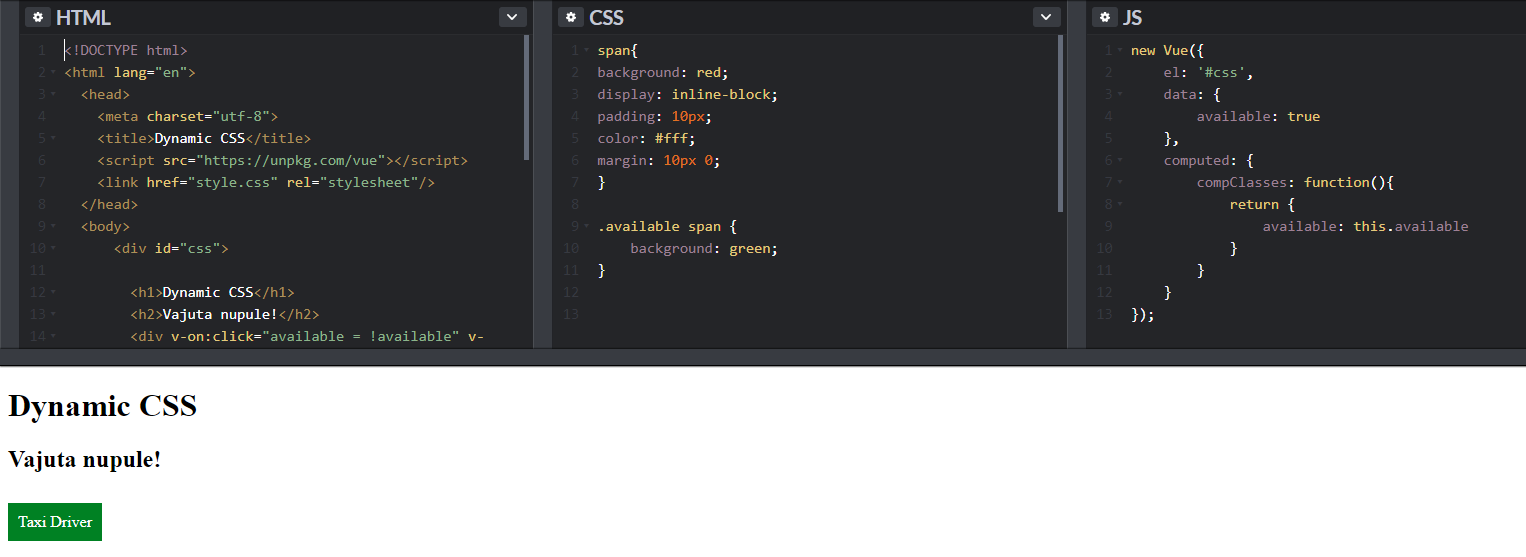 HTML
1 <!DOCTYPE html>
2 <html lang="en">
3 <head>
4 <meta charset="utf-8">
5 <title>Dynamic CSS</title>
6 <script src="https://unpkg.com/vue"></script>
7 <link href="style.css" rel="stylesheet"/>
8 </head>
9 <body>
10 <div id="css">
11
12 <h1>Dynamic CSS</h1>
13 <h2>Vajuta nupule!</h2>
14 <div v-on:click="available = !available" v-
CSS
1 span{
2 background: red;
3 display: inline-block;
4 padding: 10px;
5 color: #fff;
6 margin: 10px 0;
7 }
8
9 .available span {
10 background: green;
11 }
12
13
JS
1 new Vue({
2 el: '#css',
3 data: {
4 available: true
5 },
6 computed: {
7 compClasses: function(){
8 return {
9 available: this.available
10 }
11 }
12 }
13 });
Dynamic CSS
Vajuta nupule!
Taxi Driver